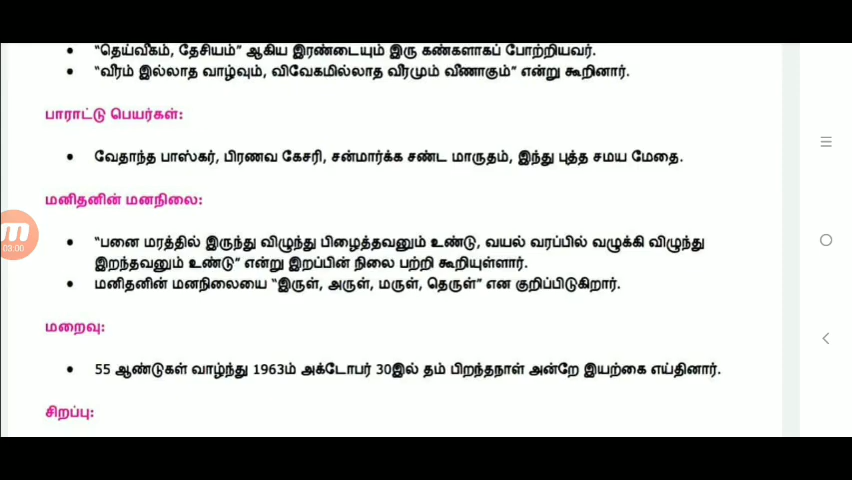 “தெய்வீகம், தேசியம்” ஆகிய இரண்டையும் இரு கண்களாகப் போற்றியவர்.
“வீரம் இல்லாத வாழ்வும், விவேகமில்லாத வீரமும் வீணாகும்” என்று கூறினார்.
பாராட்டு பெயர்கள்:
வேதாந்த பாஸ்கர், பிரணவ கேசரி, சன்மார்க்க சண்ட மாருதம், இந்து புத்த சமய மேதை.
மனிதனின் மனநிலை:
“பனை மரத்தில் இருந்து விழுந்து பிழைத்தவனும் உண்டு, வயல் வரப்பில் வழுக்கி விழுந்து
இறந்தவனும் உண்டு” என்று இறப்பின் நிலை பற்றி கூறியுள்ளார்.
மனிதனின் மனநிலையை “இருள், அருள், மருள், தெருள்” என குறிப்பிடுகிறார்.
மறைவு:
55 ஆண்டுகள் வாழ்ந்து 1963ம் அக்டோபர் 30இல் தம் பிறந்தநாள் அன்றே இயற்கை எய்தினார்.
சிறப்பு:
03:00